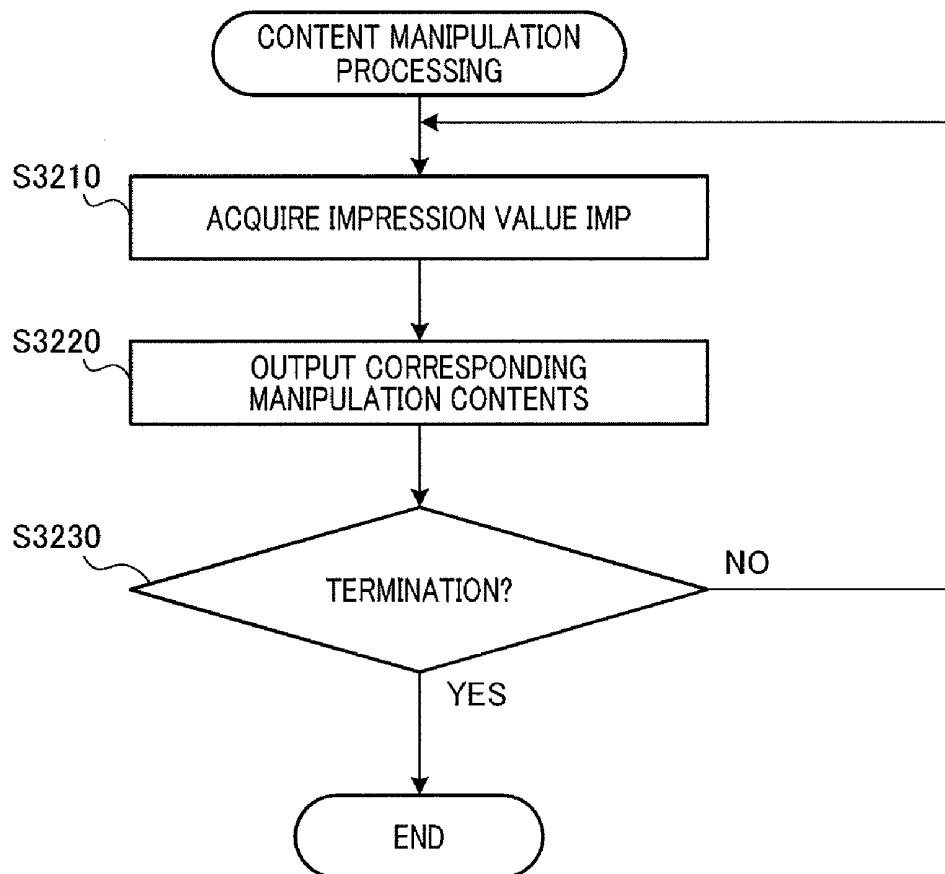 CONTENT MANIPULATION
PROCESSING
S3210
ACQUIRE IMPRESSION VALUE IMP
S3220
OUTPUT CORRESPONDING
MANIPULATION CONTENTS
S3230
TERMINATION?
NO
YES
END